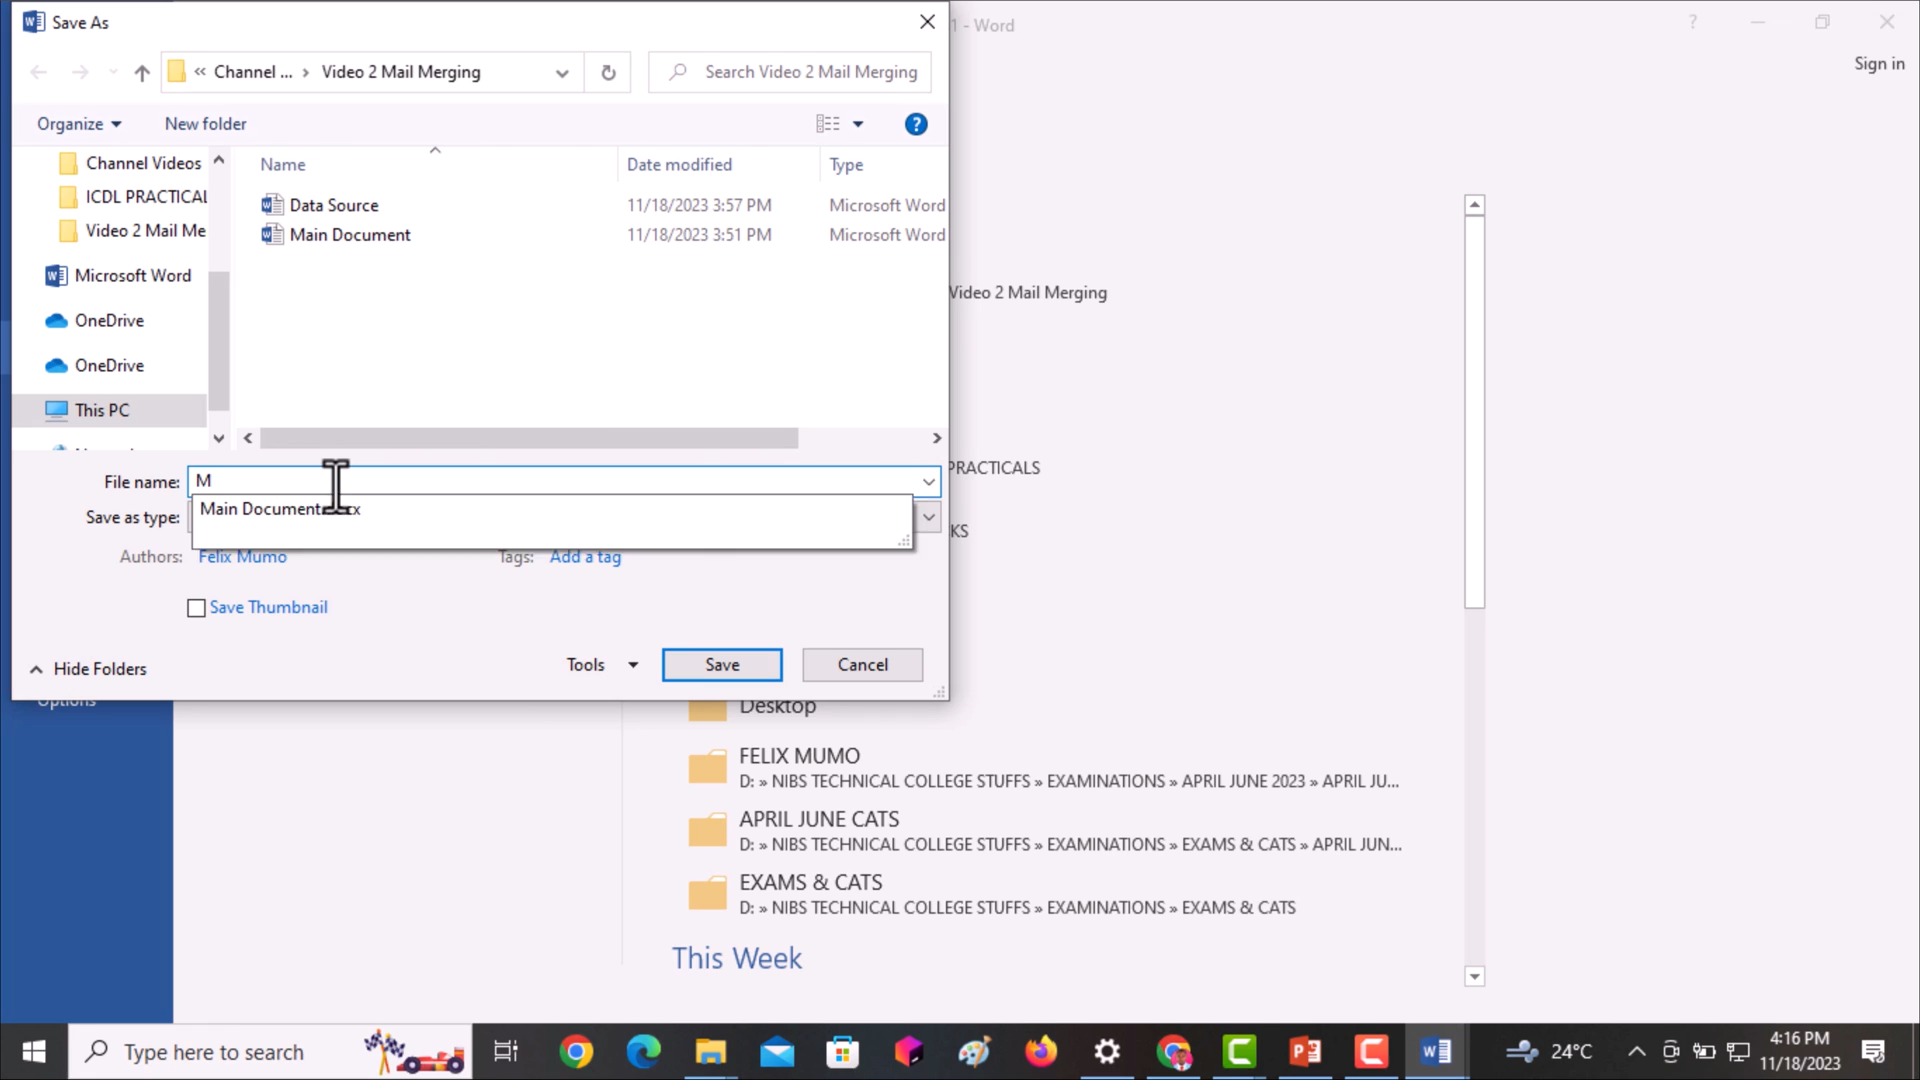 Save As
1 - Word
?
Sign in
« Channel ... › Video 2 Mail Merging
Search Video 2 Mail Merging
Organize
New folder
?
Channel Videos
ICDL PRACTICAL
Video 2 Mail Me
Microsoft Word
OneDrive
OneDrive
This PC
Name
Date modified
Type
Data Source
11/18/2023 3:57 PM
Microsoft Word
Main Document
11/18/2023 3:51 PM
Microsoft Word
File name:
M
Main Document
Save as type:
Authors:
Felix Mumo
Tags:
Add a tag
Save Thumbnail
Hide Folders
Tools
Save
Cancel
Options
Video 2 Mail Merging
PRACTICALS
KS
Desktop
FELIX MUMO
D: » NIBS TECHNICAL COLLEGE STUFFS » EXAMINATIONS » APRIL JUNE 2023 » APRIL JU...
APRIL JUNE CATS
D: » NIBS TECHNICAL COLLEGE STUFFS » EXAMINATIONS » EXAMS & CATS » APRIL JUN...
EXAMS & CATS
D: » NIBS TECHNICAL COLLEGE STUFFS » EXAMINATIONS » EXAMS & CATS
This Week
Type here to search
24°C
4:16 PM
11/18/2023